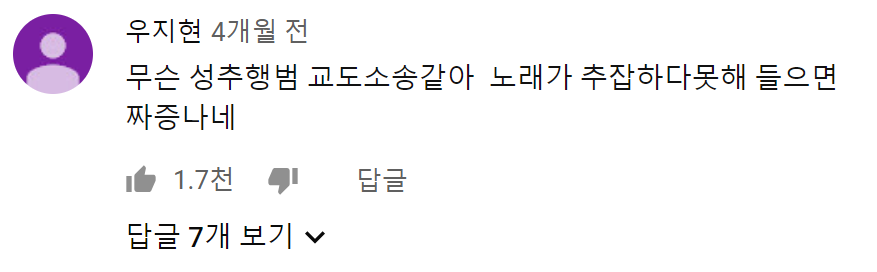 우지현 4개월 전
무슨 성추행범 교도소송같아  노래가 추잡하다못해 들으면
짜증나네
1.7천 답글
답글 7개 보기